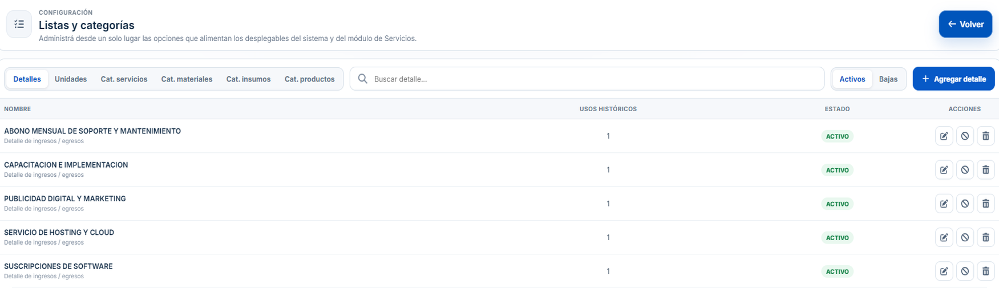 CONFIGURACIÓN
Listas y categorías
Administrá desde un solo lugar las opciones que alimentan los desplegables del sistema y del módulo de Servicios.
Volver
Detalles Unidades Cat. servicios Cat. materiales Cat. insumos Cat. productos Buscar detalle... Activos Bajas + Agregar detalle
NOMBRE USOS HISTÓRICOS ESTADO ACCIONES
ABONO MENSUAL DE SOPORTE Y MANTENIMIENTO 1 ACTIVO
Detalle de ingresos / egresos
CAPACITACION E IMPLEMENTACION 1 ACTIVO
Detalle de ingresos / egresos
PUBLICIDAD DIGITAL Y MARKETING 1 ACTIVO
Detalle de ingresos / egresos
SERVICIO DE HOSTING Y CLOUD 1 ACTIVO
Detalle de ingresos / egresos
SUSCRIPCIONES DE SOFTWARE 1 ACTIVO
Detalle de ingresos / egresos